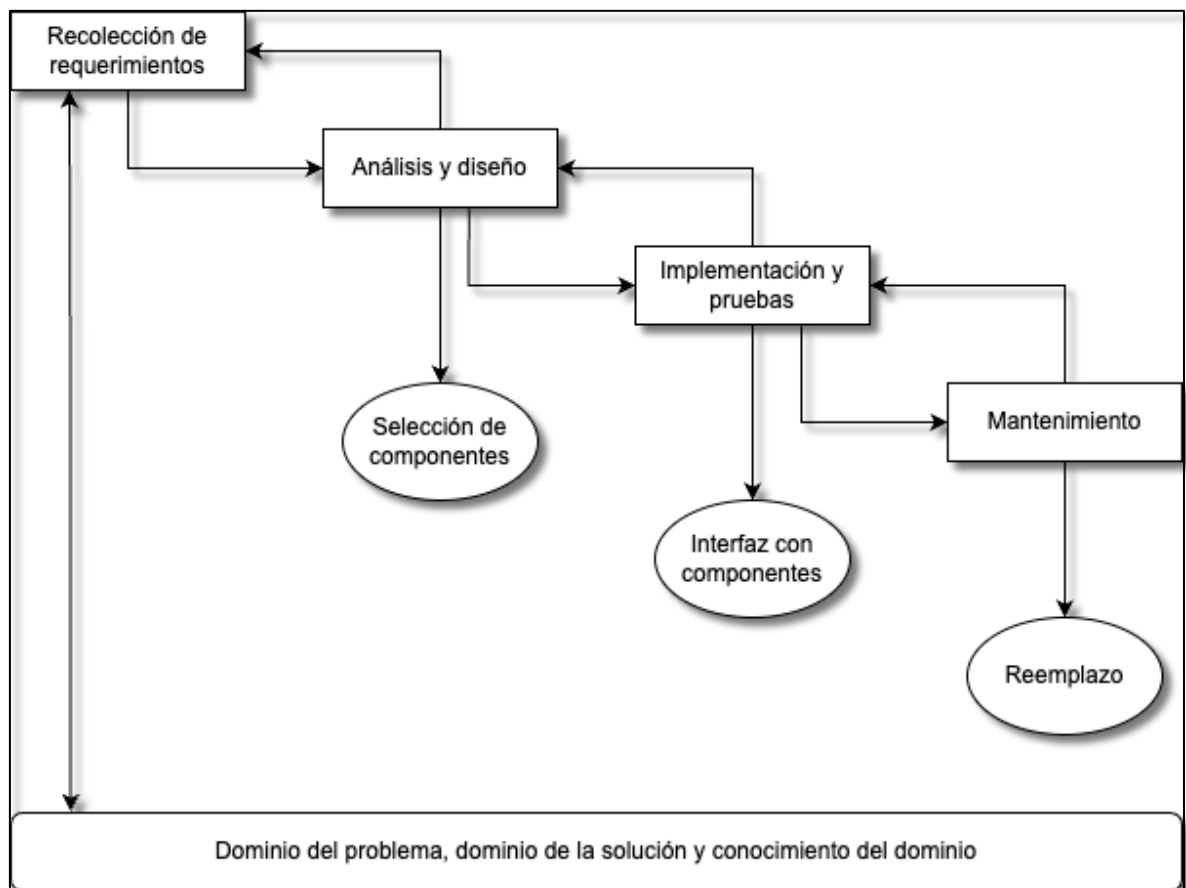 Recolección de
requerimientos
Análisis y diseño
Implementación y
pruebas
Mantenimiento
Selección de
componentes
Interfaz con
componentes
Reemplazo
Dominio del problema, dominio de la solución y conocimiento del dominio